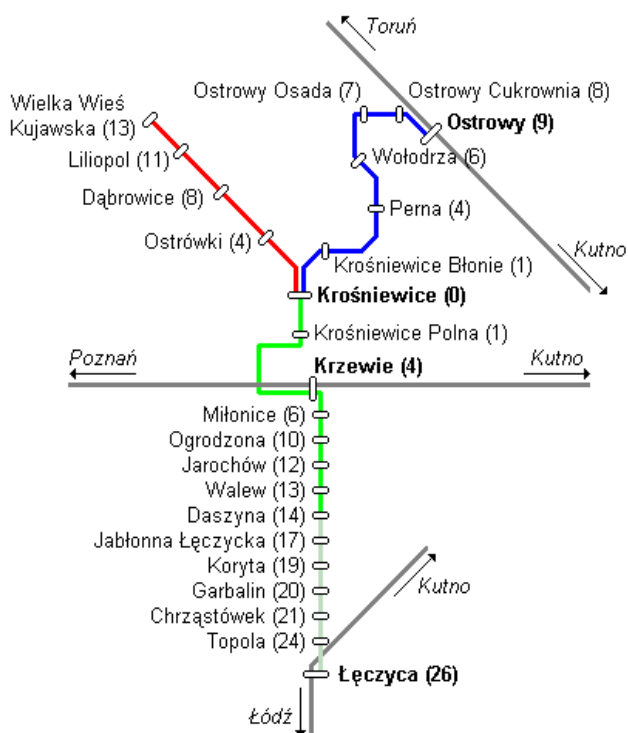 Toruń
Ostrowy Osada (7)
Ostrowy Cukrownia (8)
Wielka Wieś
Kujawska (13)
Ostrowy (9)
Liliopol (11)
Wołodrza (6)
Dąbrowice (8)
Perna (4)
Ostrówki (4)
Kutno
Krośniewice Błonie (1)
Krośniewice (0)
Krośniewice Polna (1)
Poznań
Krzewie (4)
Kutno
Miłonice (6)
Ogrodzona (10)
Jarochów (12)
Walew (13)
Daszyna (14)
Jabłonna Łęczycka (17)
Koryta (19)
Kutno
Garbalin (20)
Chrząstówek (21)
Topola (24)
Łęczyca (26)
Łódź